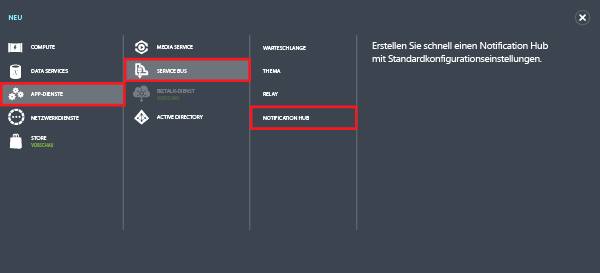 NEU
COMPUTE
DATA SERVICES
APP-DIENSTE
NETZWERKDIENSTE
STORE
VORSCHAU
MEDIA SERVICE
SERVICE BUS
BIZTALK-DIENST
VORSCHAU
ACTIVE DIRECTORY
WARTESCHLANGE
THEMA
RELAY
NOTIFICATION HUB
Erstellen Sie schnell einen Notification Hub
mit Standardkonfigurationseinstellungen.